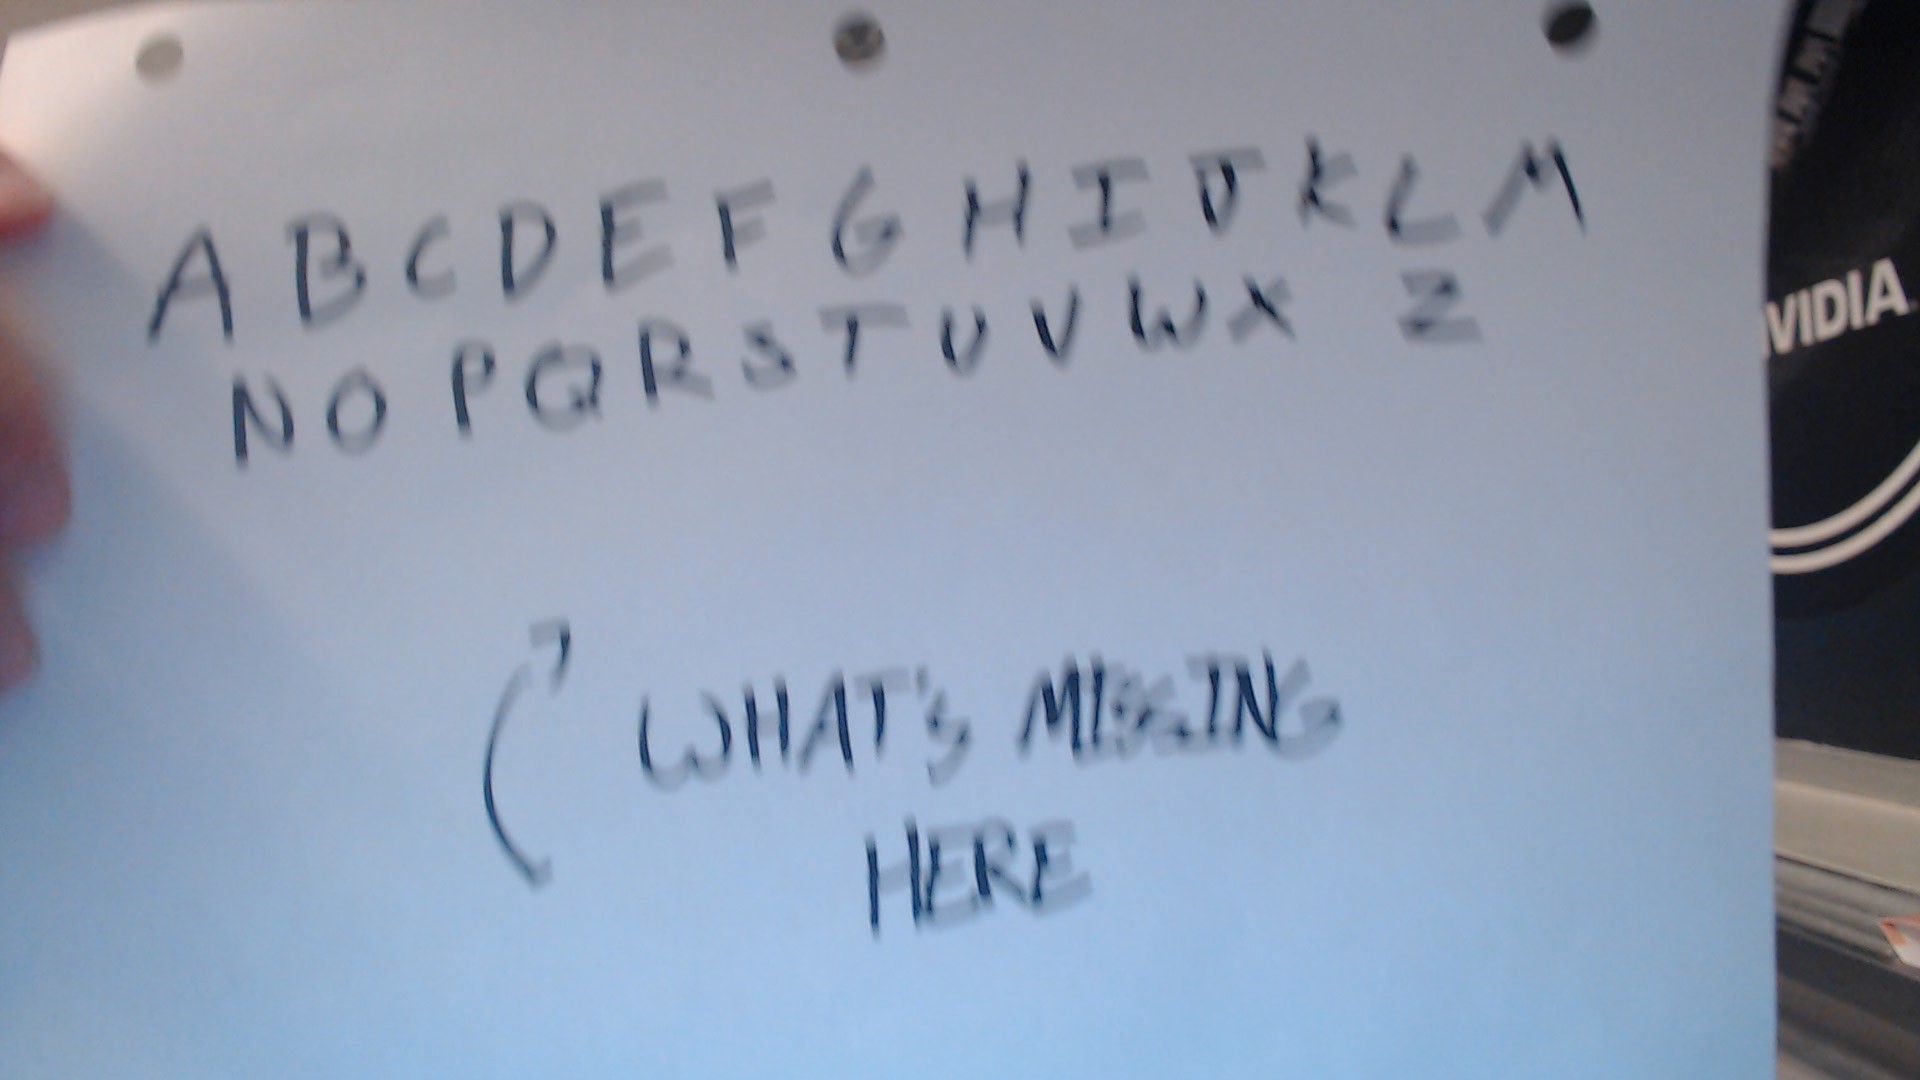 A B C D E F G H I J K L M
N O P Q R S T U V W X Z
WHAT'S MISSING
HERE
VIDIA